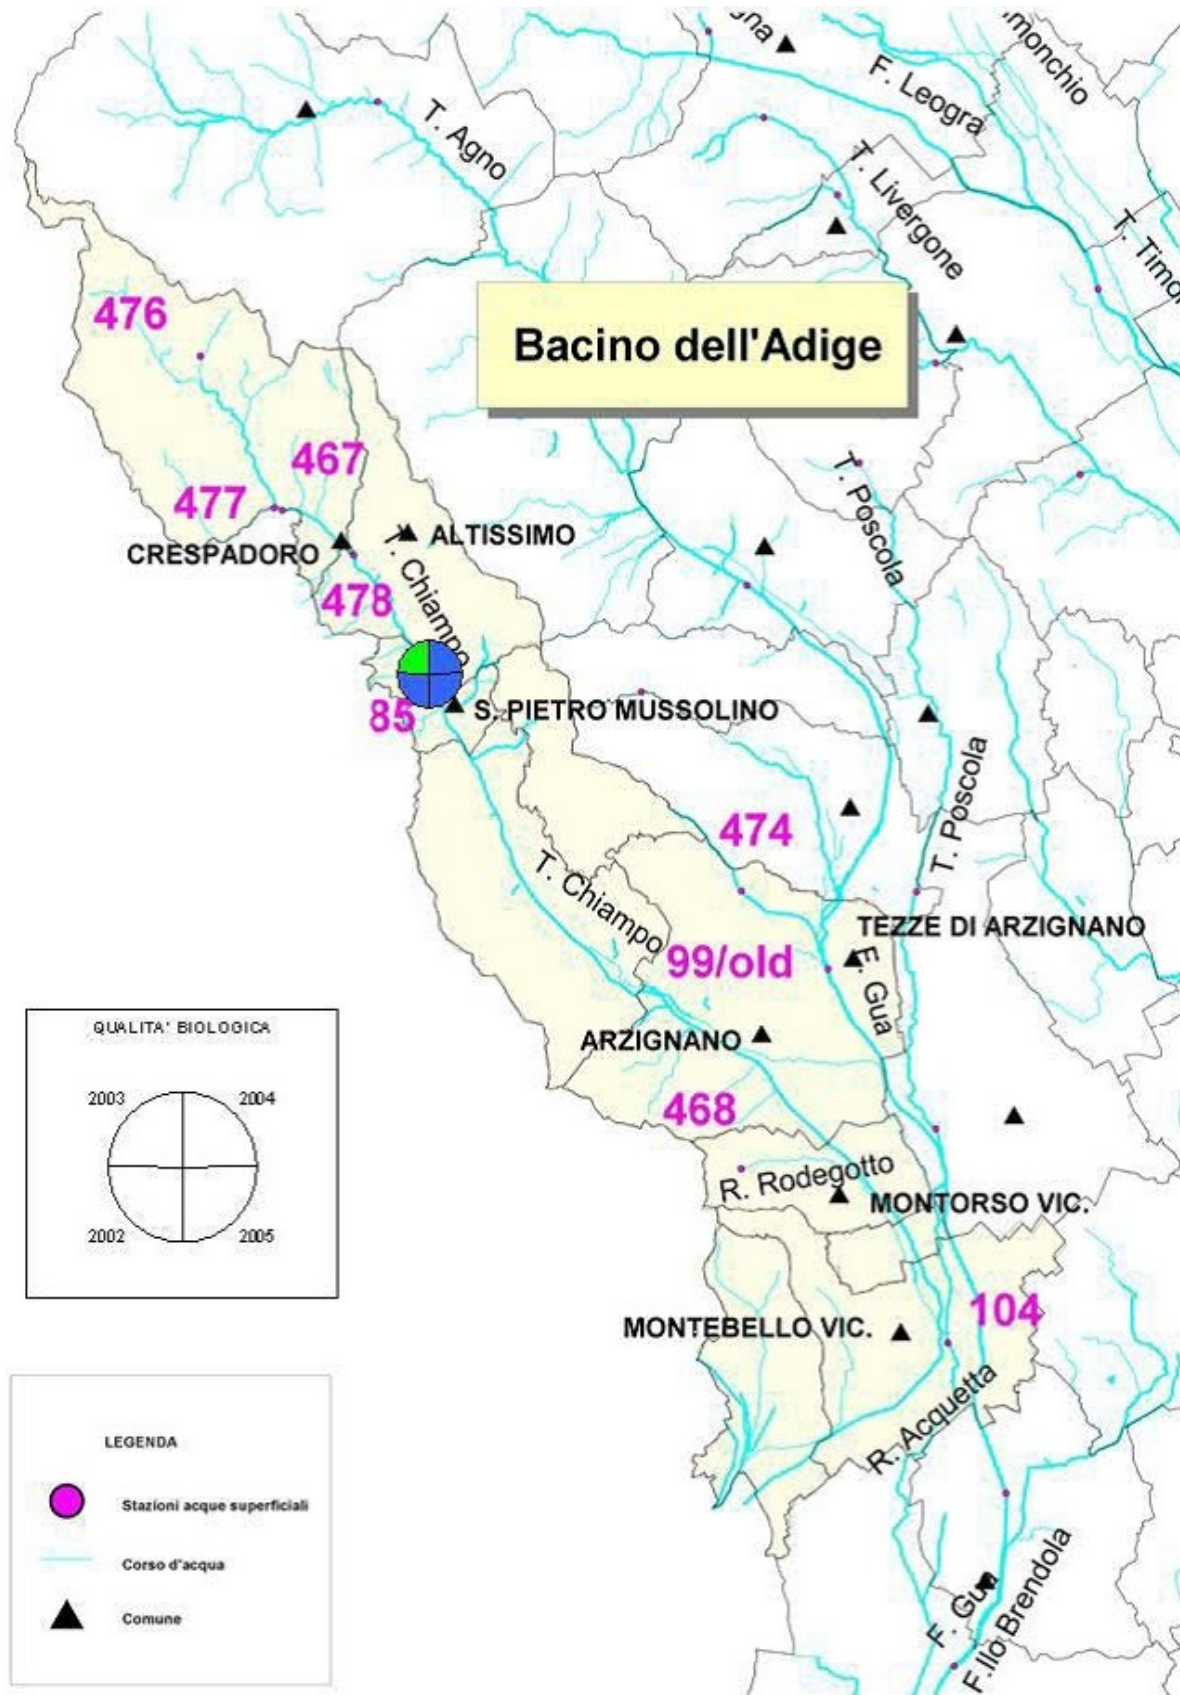 gna
F. Leogra
monchio
T. Agno
T. Livergone
T. Timo
476
Bacino dell'Adige
467
T. Poscola
477
ALTISSIMO
CRESPADORO
T. Chiampo
478
85
S. PIETRO MUSSOLINO
474
T. Poscola
T. Chiampo
TEZZE DI ARZIGNANO
99/old
F. Gua
QUALITA' BIOLOGICA
ARZIGNANO
2003
2004
468
R. Rodegotto
MONTORSO VIC.
2002
2005
104
MONTEBELLO VIC.
R. Acquetta
LEGENDA
Stazioni acque superficiali
Corso d'acqua
Comune
F. Gua
F.llo Brendola